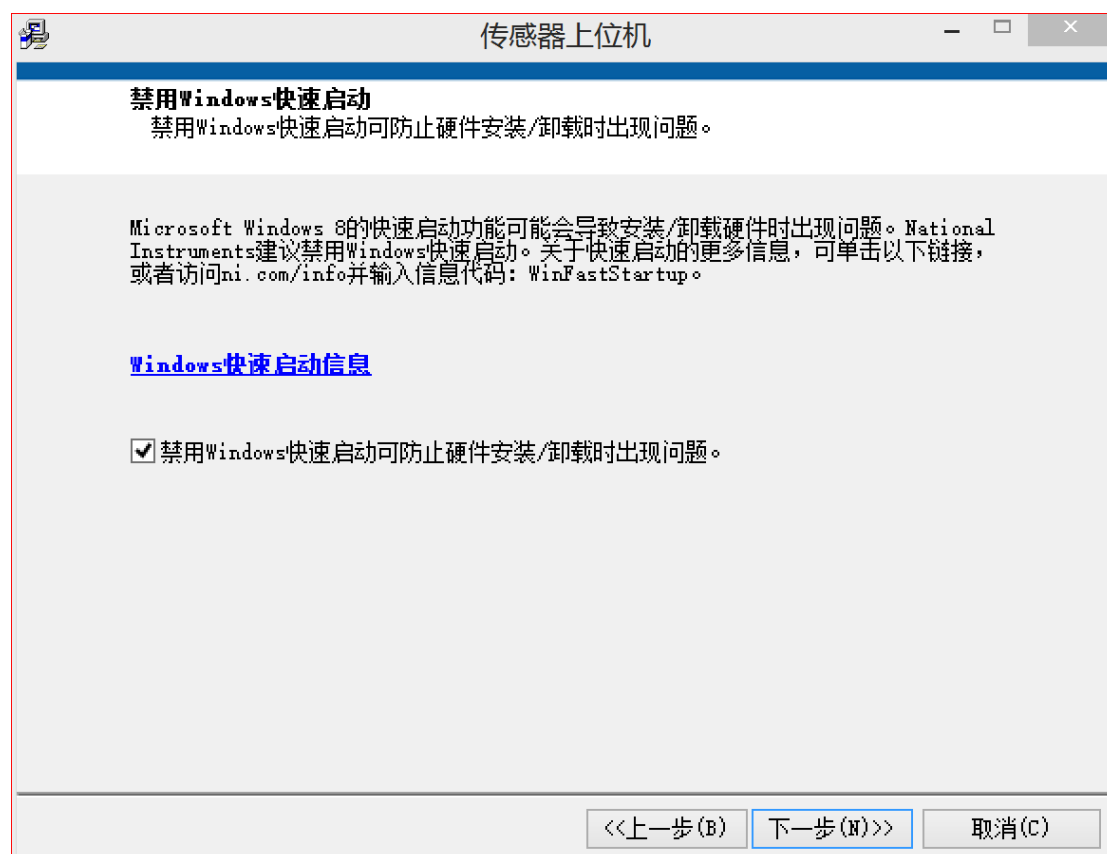 传感器上位机
禁用Windows快速启动
禁用Windows快速启动可防止硬件安装/卸载时出现问题。
Microsoft Windows 8的快速启动功能可能会导致安装/卸载硬件时出现问题。National
Instruments建议禁用Windows快速启动。关于快速启动的更多信息，可单击以下链接，
或者访问ni.com/info并输入信息代码：WinFastStartup。
Windows快速启动信息
禁用Windows快速启动可防止硬件安装/卸载时出现问题。
<<上一步(B) 下一步(N)>> 取消(C)